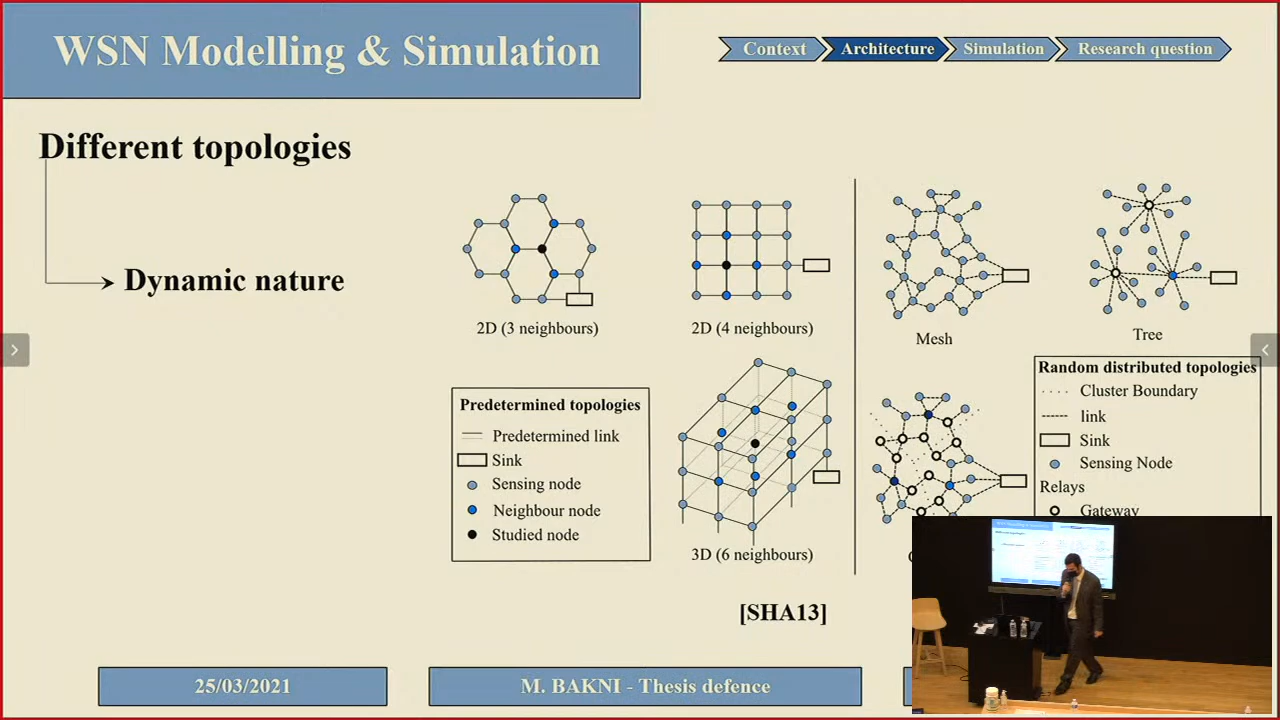 WSN Modelling & Simulation
Context
Architecture
Simulation
Research question
Different topologies
Dynamic nature
2D (3 neighbours)
2D (4 neighbours)
Mesh
Tree
Predetermined topologies
Predetermined link
Sink
Sensing node
Neighbour node
Studied node
3D (6 neighbours)
Random distributed topologies
Cluster Boundary
link
Sink
Sensing Node
Relays
Gateway
[SHA13]
25/03/2021
M. BAKNI - Thesis defence